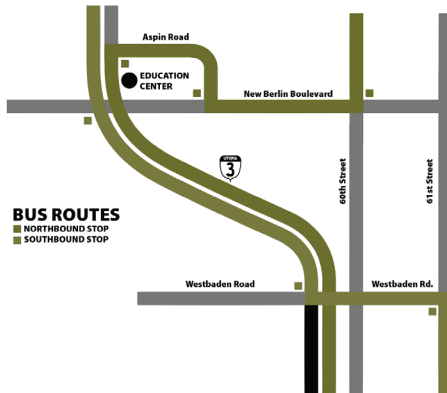 Aspin Road
EDUCATION
CENTER
New Berlin Boulevard
UTOPIA
3
60th Street
61st Street
BUS ROUTES
NORTHBOUND STOP
SOUTHBOUND STOP
Westbaden Road
Westbaden Rd.